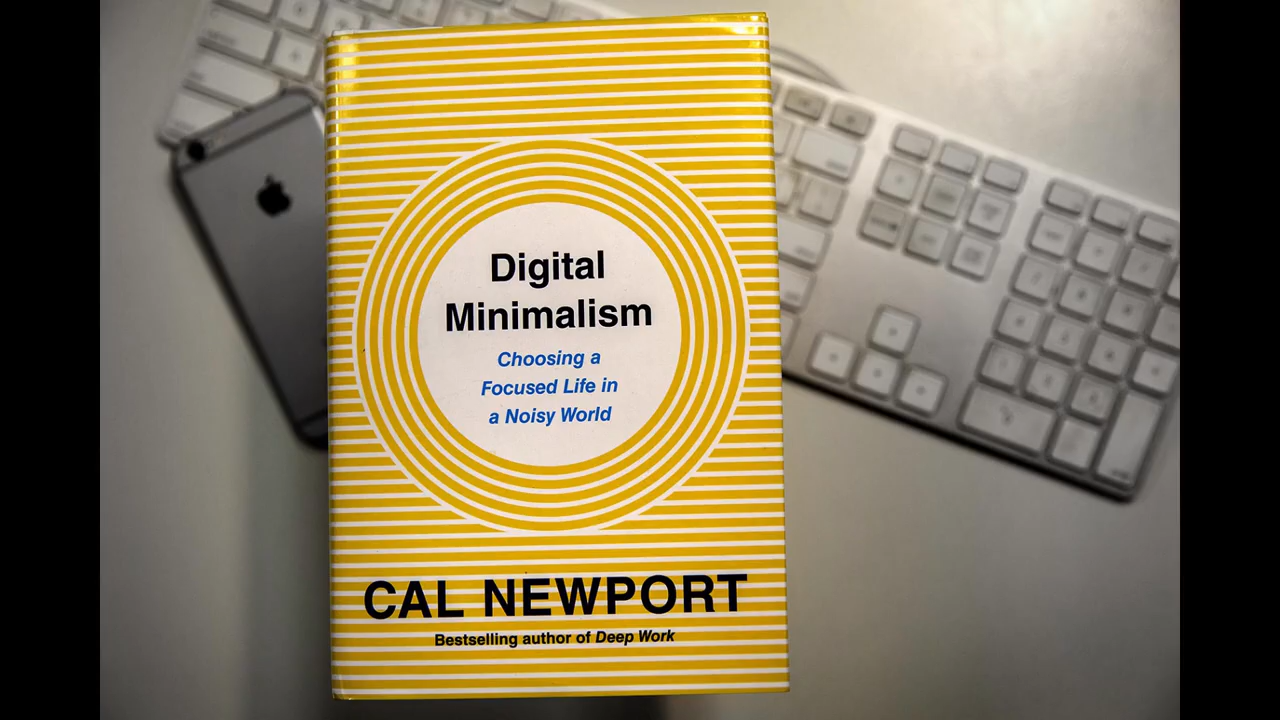 Digital
Minimalism
Choosing a
Focused Life in
a Noisy World
CAL NEWPORT
Bestselling author of Deep Work